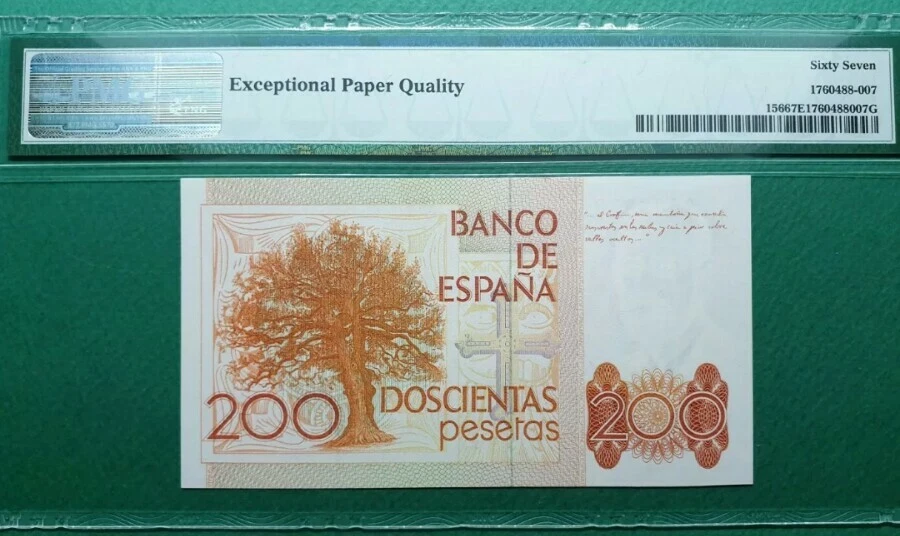 Exceptional Paper Quality
Sixty Seven
1760488-007
15667E1760488007G
BANCO
DE
ESPAÑA
200
DOSCIENTAS
pesetas
200